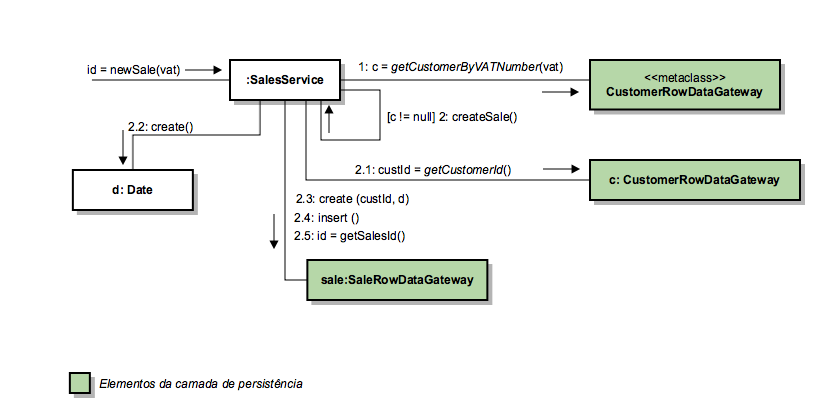 id = newSale(vat)
:SalesService
1: c = getCustomerByVATNumber(vat)
<<metaclass>>
CustomerRowDataGateway
[c != null] 2: createSale()
2.2: create()
2.1: custId = getCustomerId()
d: Date
c: CustomerRowDataGateway
2.3: create (custId, d)
2.4: insert ()
2.5: id = getSalesId()
sale:SaleRowDataGateway
Elementos da camada de persistência